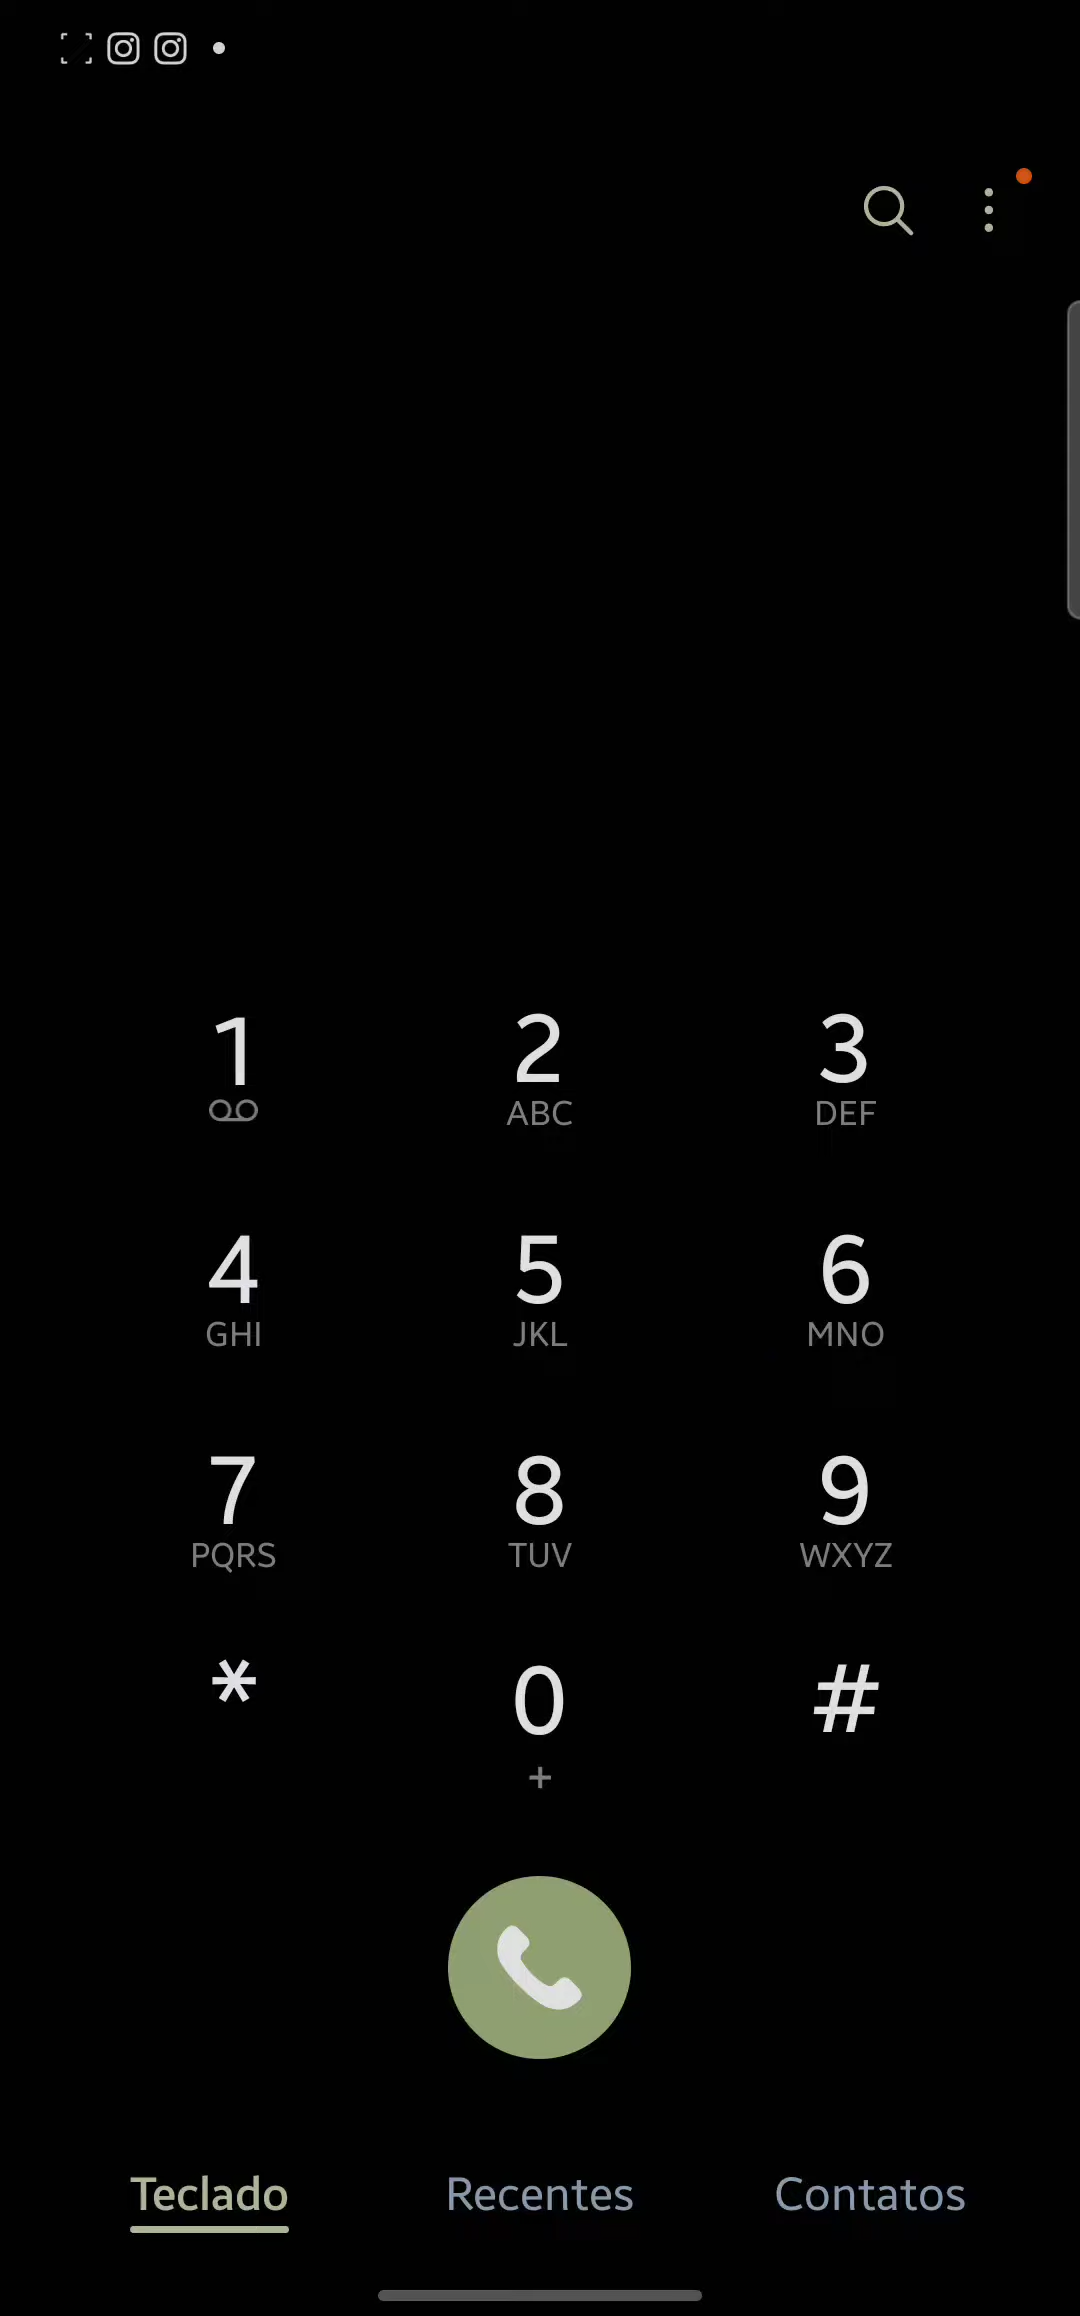 1 2 3
ABC DEF
4 5 6
GHI JKL MNO
7 8 9
PQRS TUV WXYZ
* 0 #
+
Teclado Recentes Contatos